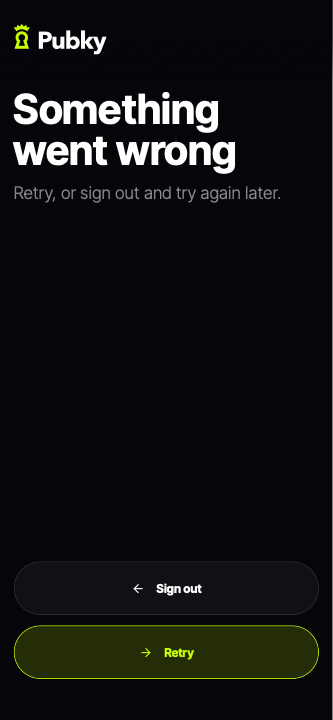 Pubky
Something
went wrong
Retry, or sign out and try again later.
Sign out
Retry